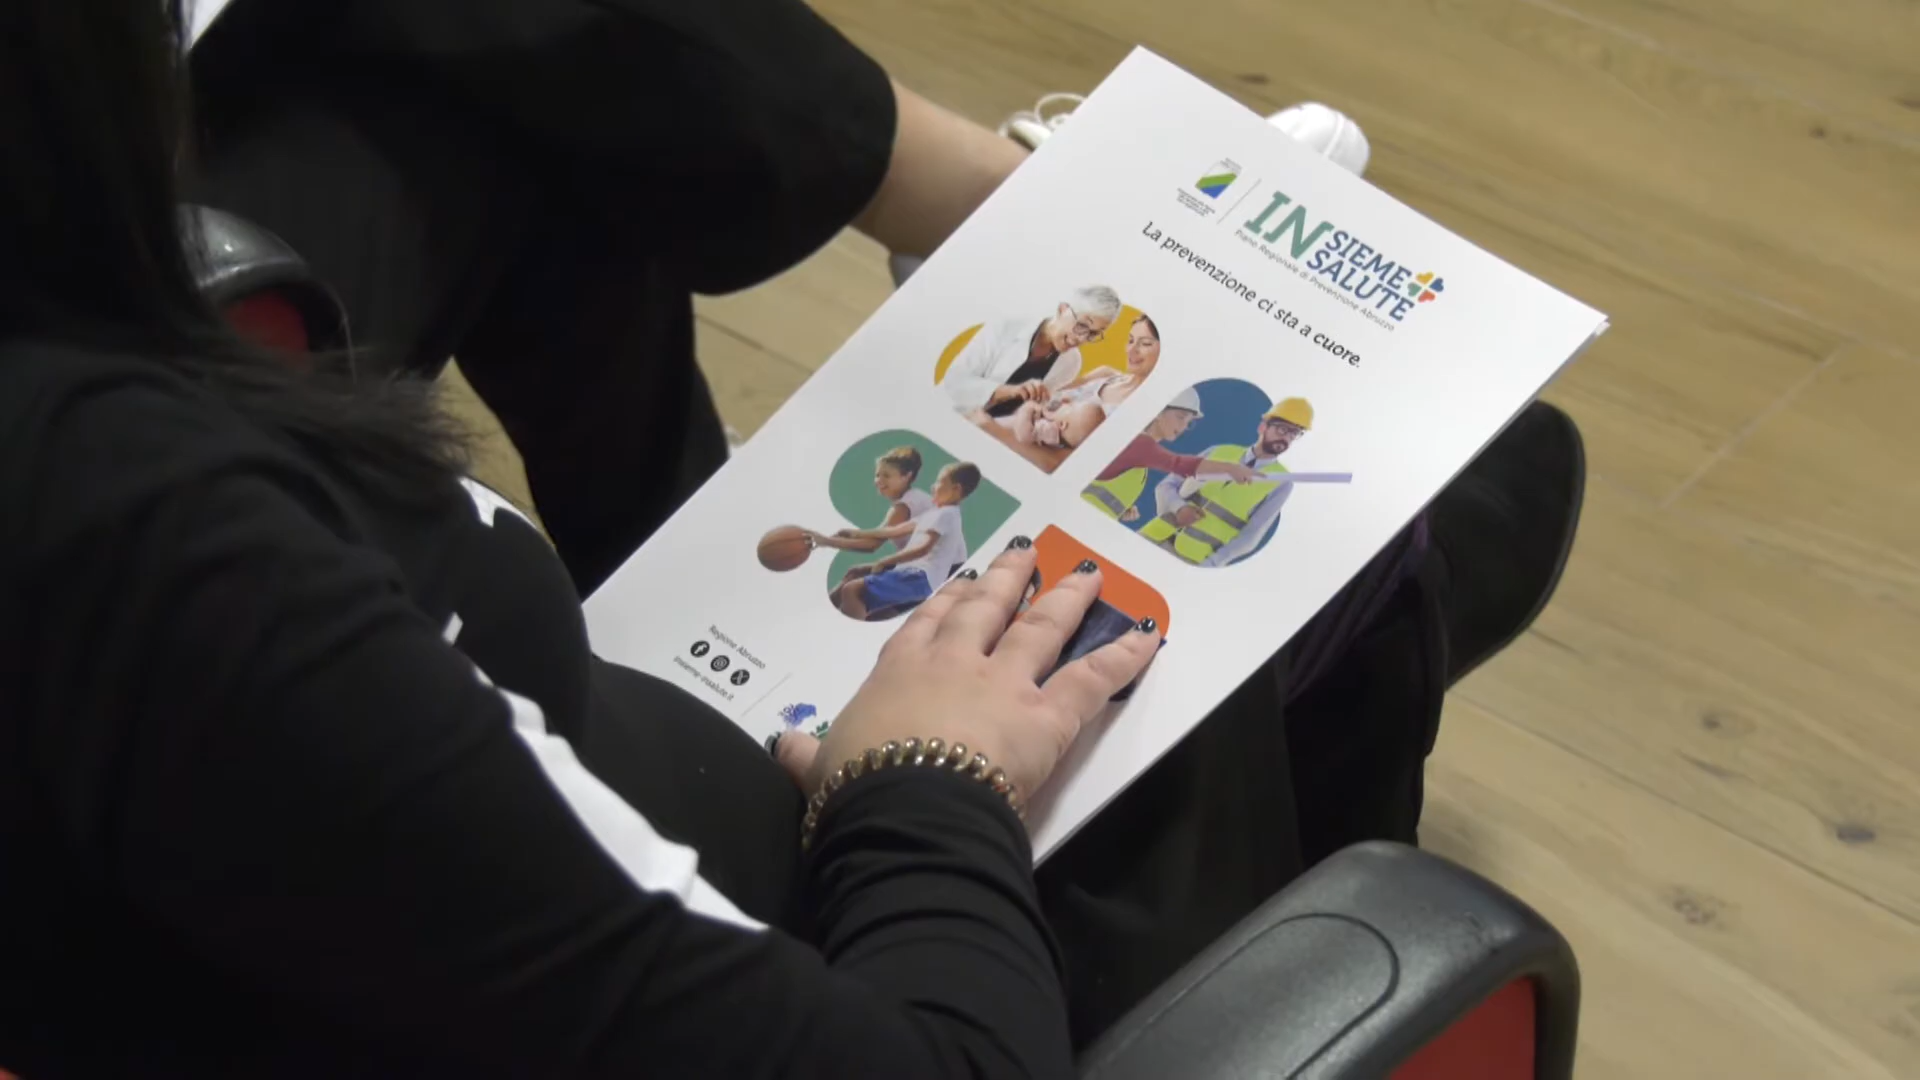 INSIEME
INSALUTE
Piano Regionale di Prevenzione Abruzzo
La prevenzione ci sta a cuore.
Regione Abruzzo
insieme-insalute.it